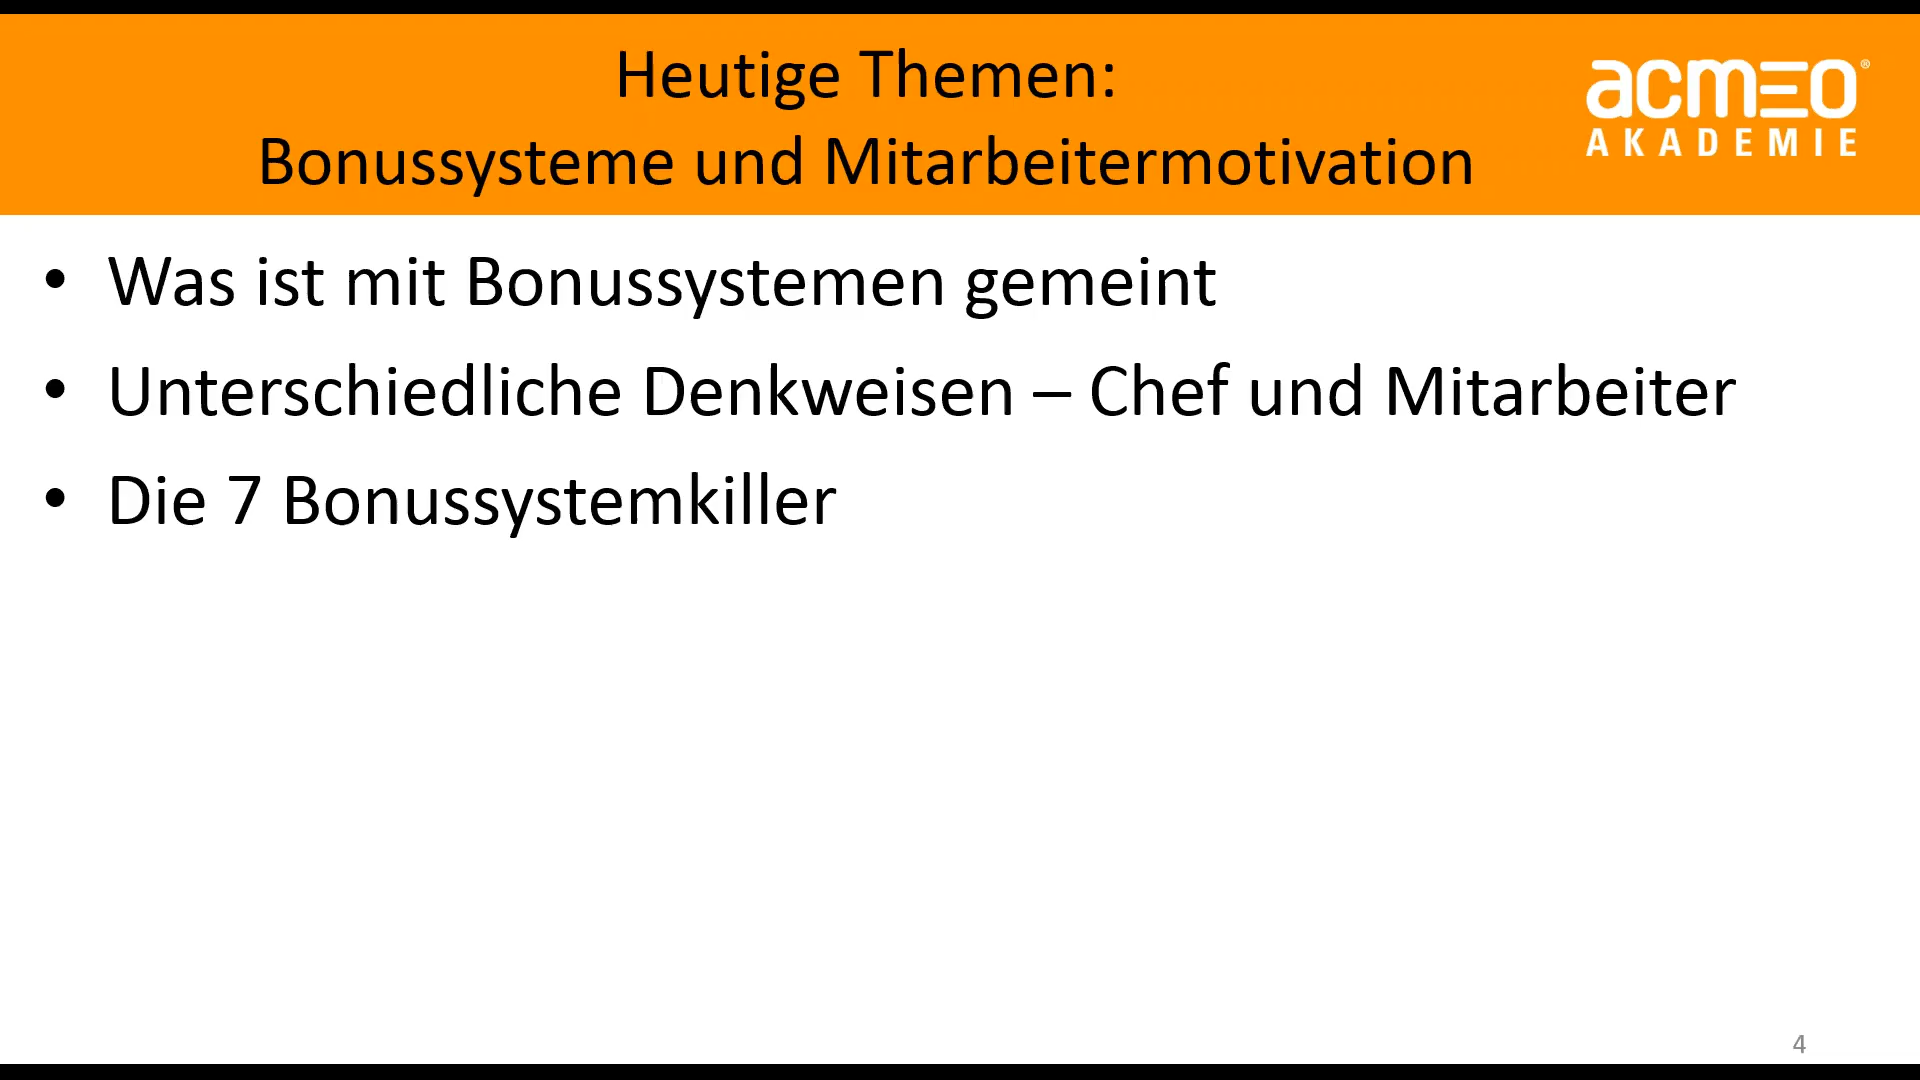 Heutige Themen:
Bonussysteme und Mitarbeitermotivation
acmeo®
AKADEMIE
• Was ist mit Bonussystemen gemeint
• Unterschiedliche Denkweisen – Chef und Mitarbeiter
• Die 7 Bonussystemkiller
4